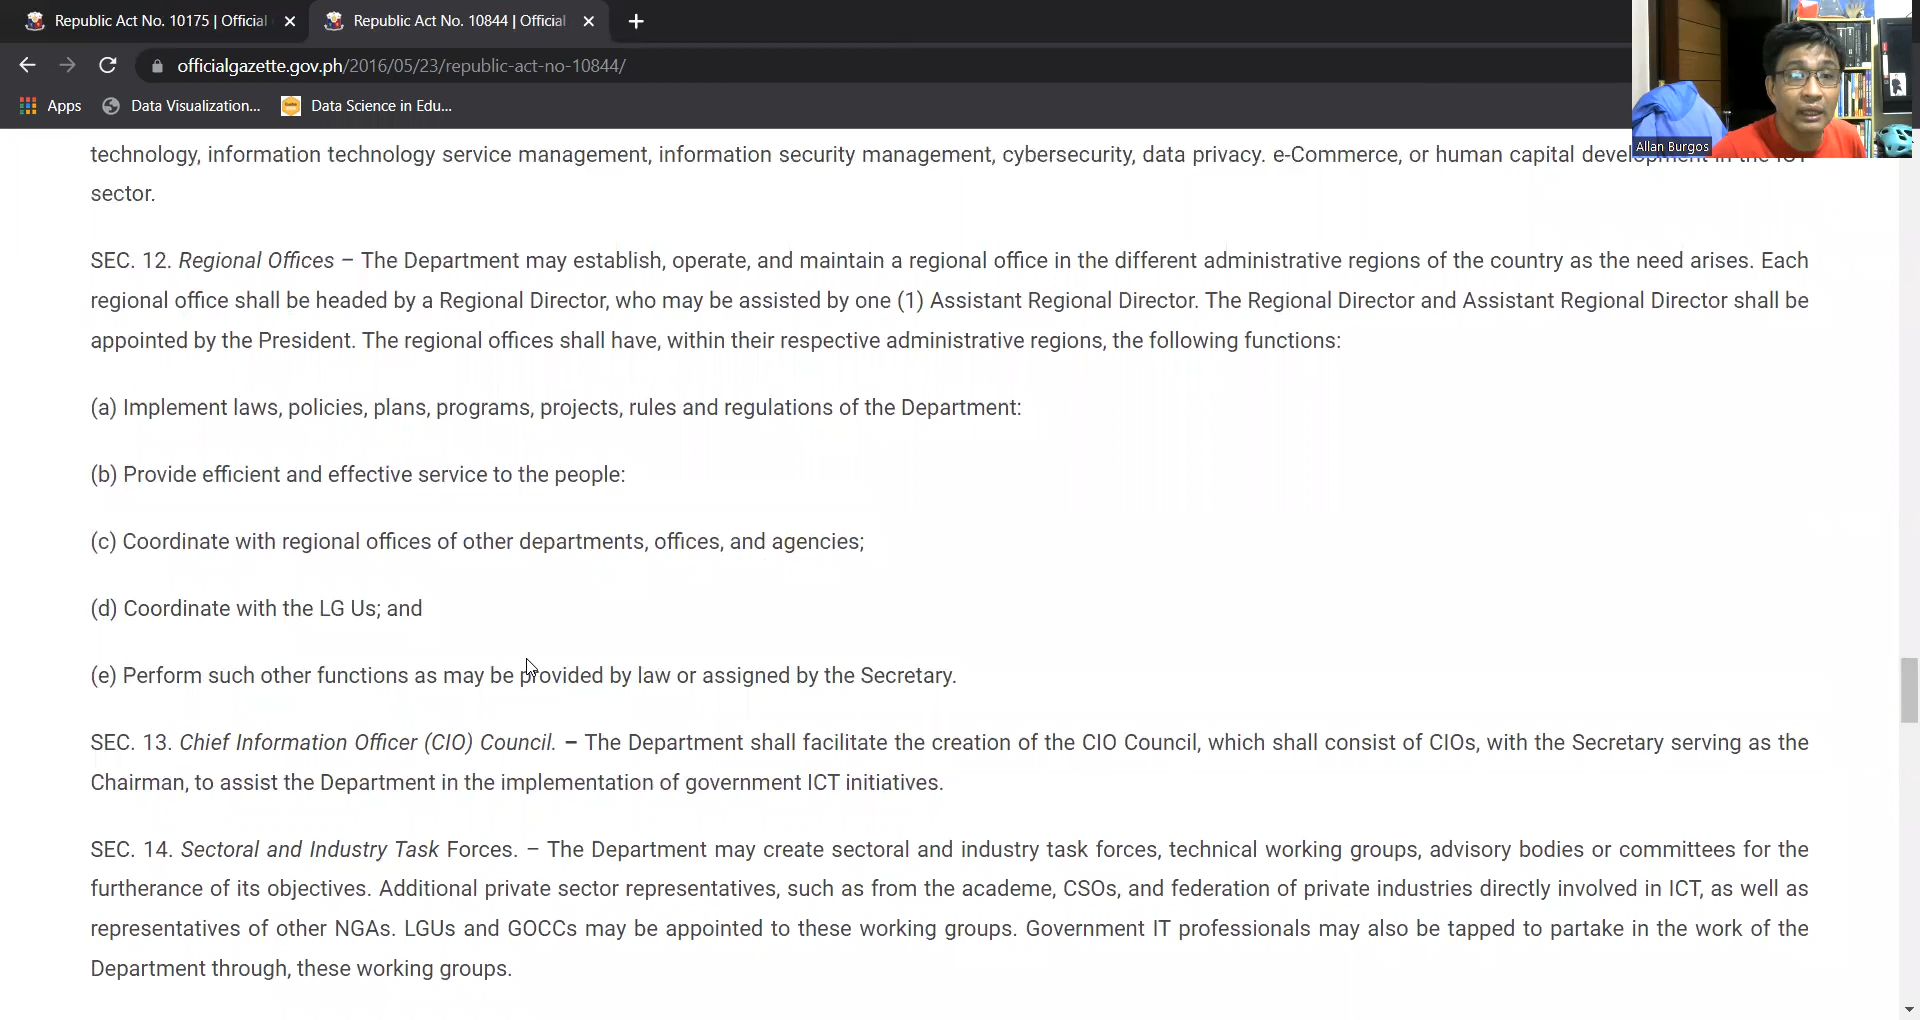 Republic Act No. 10175 | Official
Republic Act No. 10844 | Official
officialgazette.gov.ph/2016/05/23/republic-act-no-10844/
Apps
Data Visualization...
Data Science in Edu...
Allan Burgos
technology, information technology service management, information security management, cybersecurity, data privacy. e-Commerce, or human capital development in the ICT
sector.
SEC. 12. Regional Offices – The Department may establish, operate, and maintain a regional office in the different administrative regions of the country as the need arises. Each
regional office shall be headed by a Regional Director, who may be assisted by one (1) Assistant Regional Director. The Regional Director and Assistant Regional Director shall be
appointed by the President. The regional offices shall have, within their respective administrative regions, the following functions:
(a) Implement laws, policies, plans, programs, projects, rules and regulations of the Department:
(b) Provide efficient and effective service to the people:
(c) Coordinate with regional offices of other departments, offices, and agencies;
(d) Coordinate with the LG Us; and
(e) Perform such other functions as may be provided by law or assigned by the Secretary.
SEC. 13. Chief Information Officer (CIO) Council. – The Department shall facilitate the creation of the CIO Council, which shall consist of CIOs, with the Secretary serving as the
Chairman, to assist the Department in the implementation of government ICT initiatives.
SEC. 14. Sectoral and Industry Task Forces. – The Department may create sectoral and industry task forces, technical working groups, advisory bodies or committees for the
furtherance of its objectives. Additional private sector representatives, such as from the academe, CSOs, and federation of private industries directly involved in ICT, as well as
representatives of other NGAs. LGUs and GOCCs may be appointed to these working groups. Government IT professionals may also be tapped to partake in the work of the
Department through, these working groups.